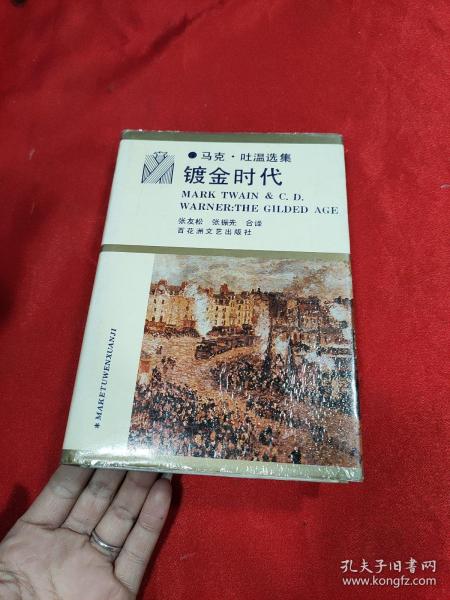 ●马克·吐温选集
镀金时代
MARK TWAIN & C. D.
WARNER:THE GILDED AGE
张友松 张振先 合译
百花洲文艺出版社
*MAKETUWENXUANJI
孔夫子旧书网
www.kongfz.com